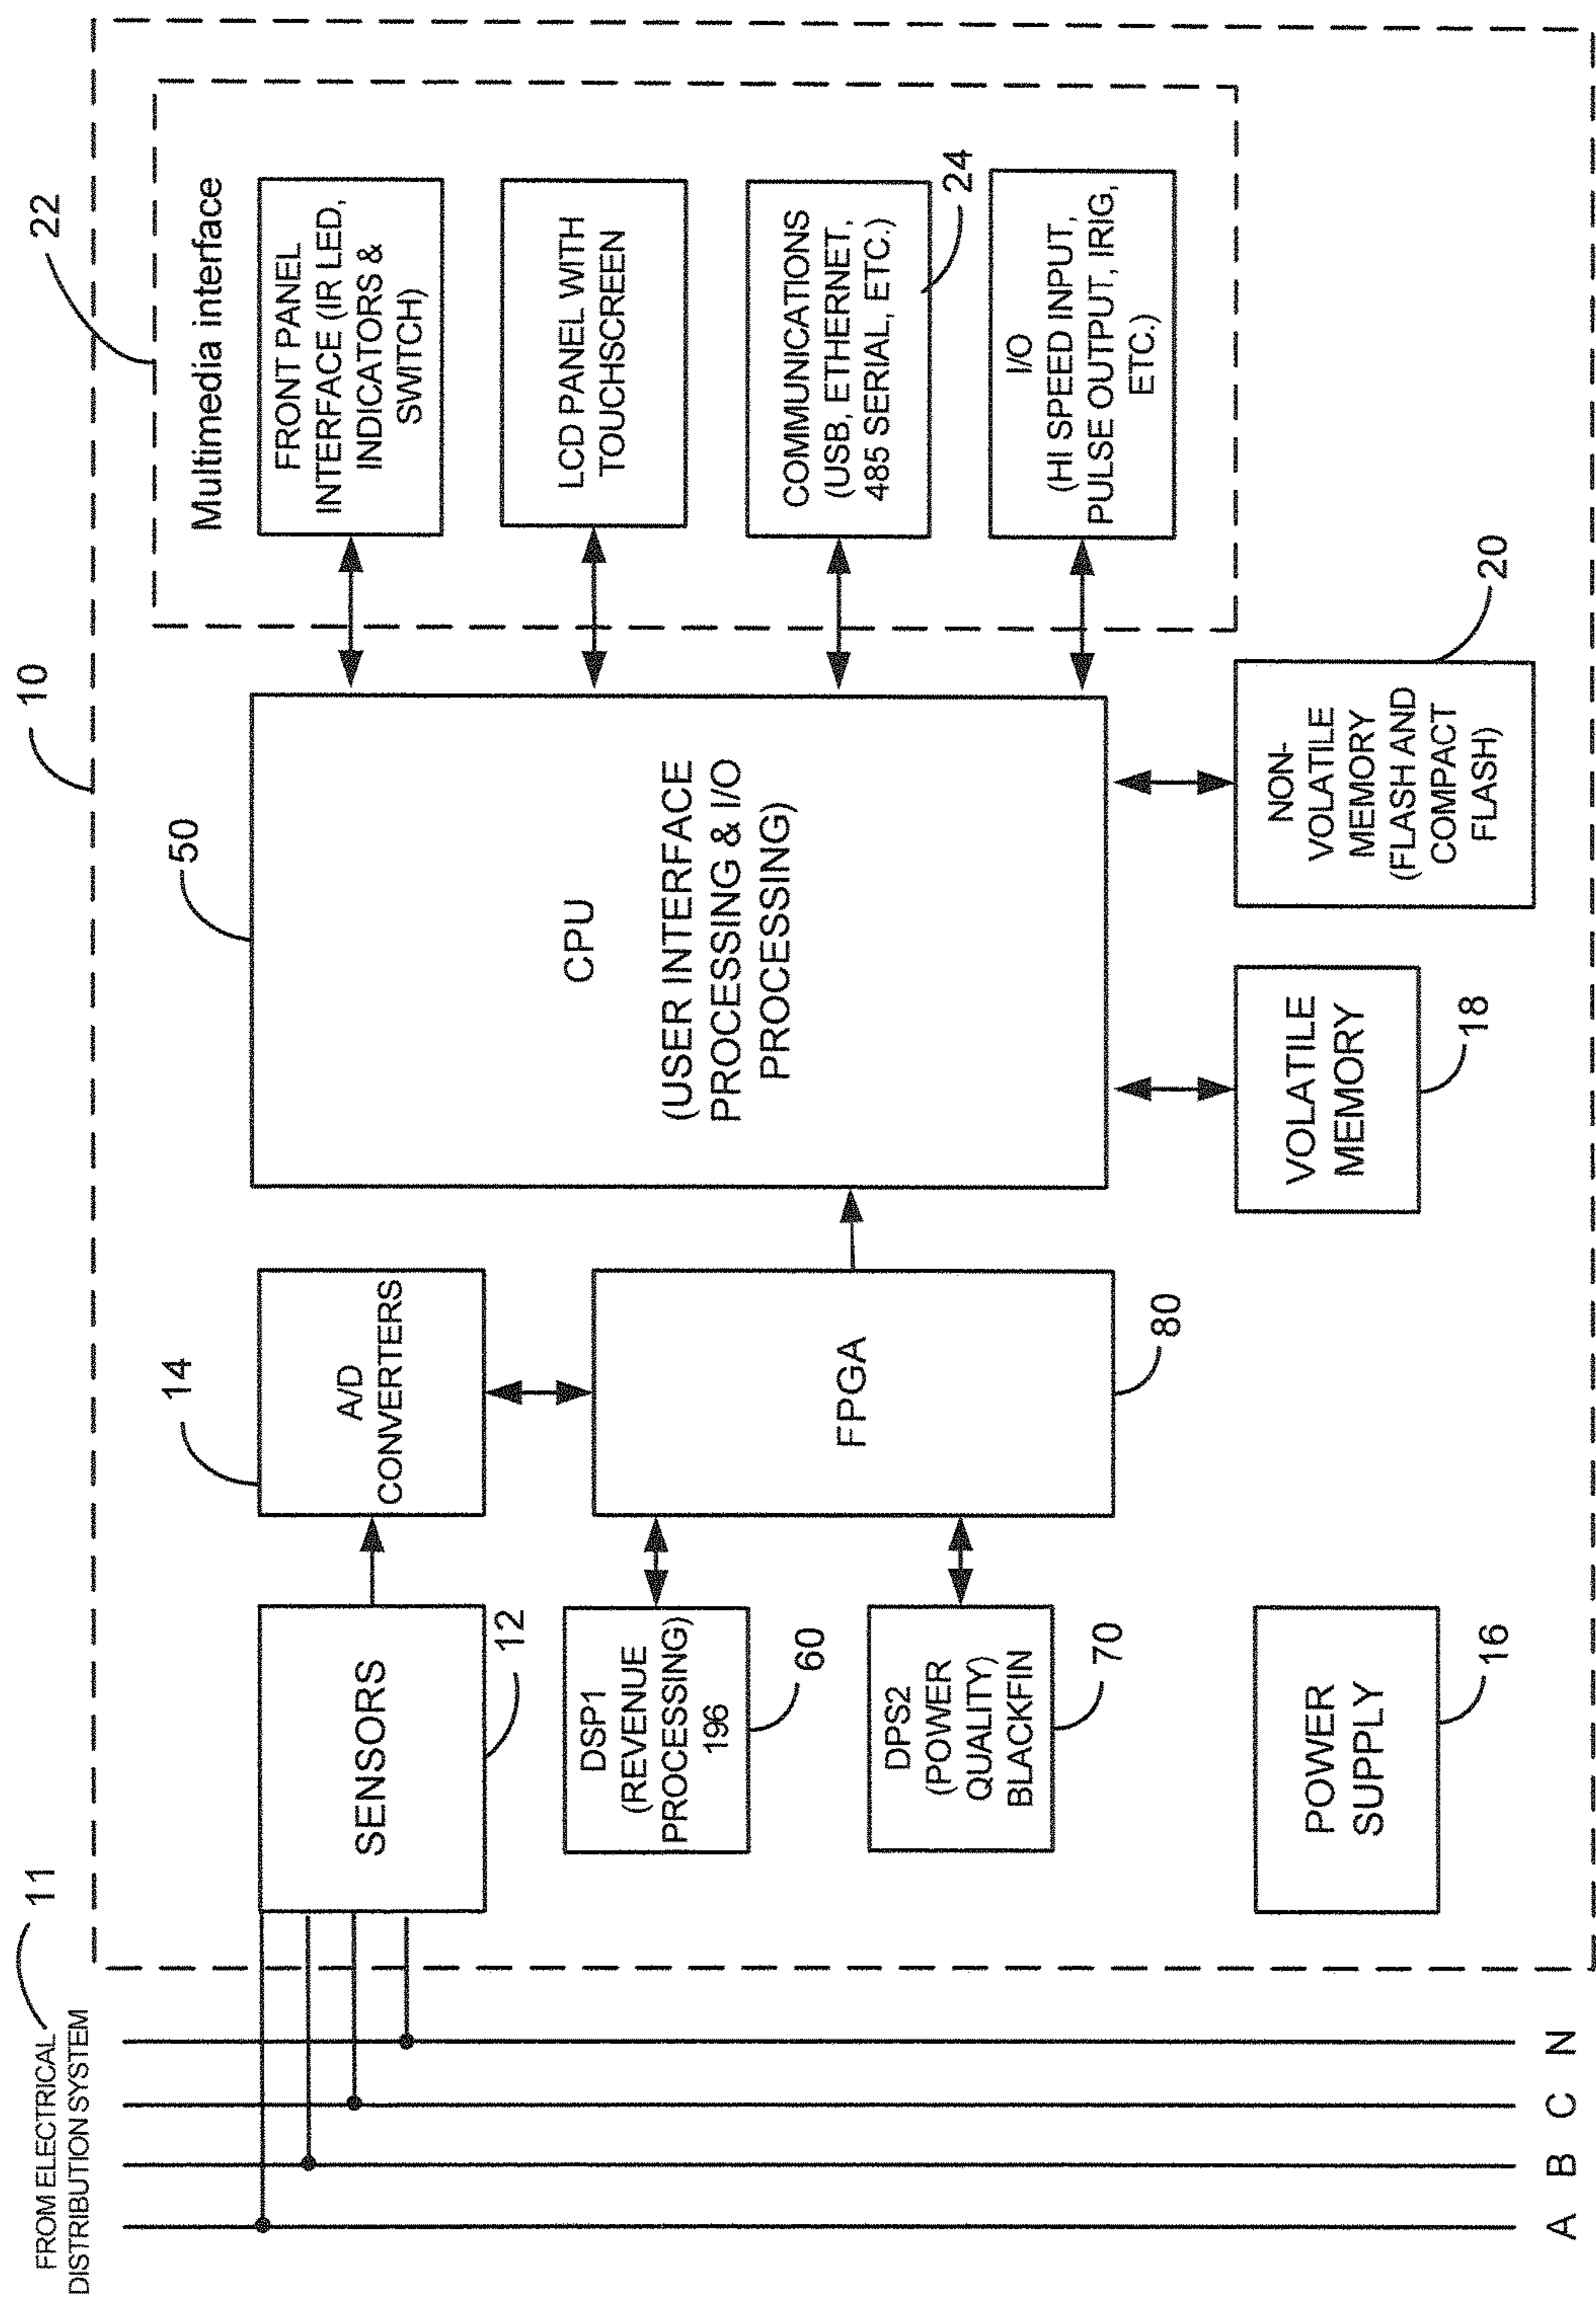 FROM ELECTRICAL
DISTRIBUTION SYSTEM
11
10
22
Multimedia interface
SENSORS
12
14
A/D
CONVERTERS
50
CPU
(USER INTERFACE
PROCESSING & I/O
PROCESSING)
FRONT PANEL
INTERFACE (IR LED,
INDICATORS &
SWITCH)
LCD PANEL WITH
TOUCHSCREEN
COMMUNICATIONS
(USB, ETHERNET,
485 SERIAL, ETC.)
24
I/O
(HI SPEED INPUT,
PULSE OUTPUT, IRIG,
ETC.)
DSP1
(REVENUE
PROCESSING)
196
60
DPS2
(POWER
QUALITY)
BLACKFIN
70
FPGA
80
POWER
SUPPLY
16
VOLATILE
MEMORY
18
NON-
VOLATILE
MEMORY
(FLASH AND
COMPACT
FLASH)
20
A
B
C
N